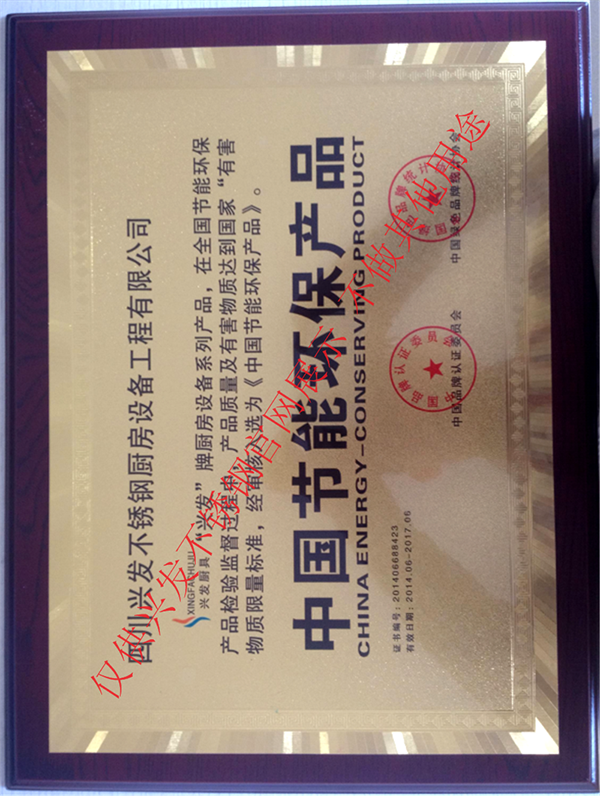 四川兴发不锈钢厨房设备工程有限公司
XINGFACHUJU
兴发厨具
“兴发”牌厨房设备系列产品，在全国节能环保
产品检验监督过程中，产品质量及有害物质达到国家“有害
物质限量标准，经审核入选为《中国节能环保产品》。
中国节能环保产品
CHINA ENERGY-CONSERVING PRODUCT
证书编号：201406688423
有效日期：2014.06-2017.06
中国品牌认证委员会
中国绿色品牌统计协会
仅供兴发不锈钢官网展示 不做其他用途